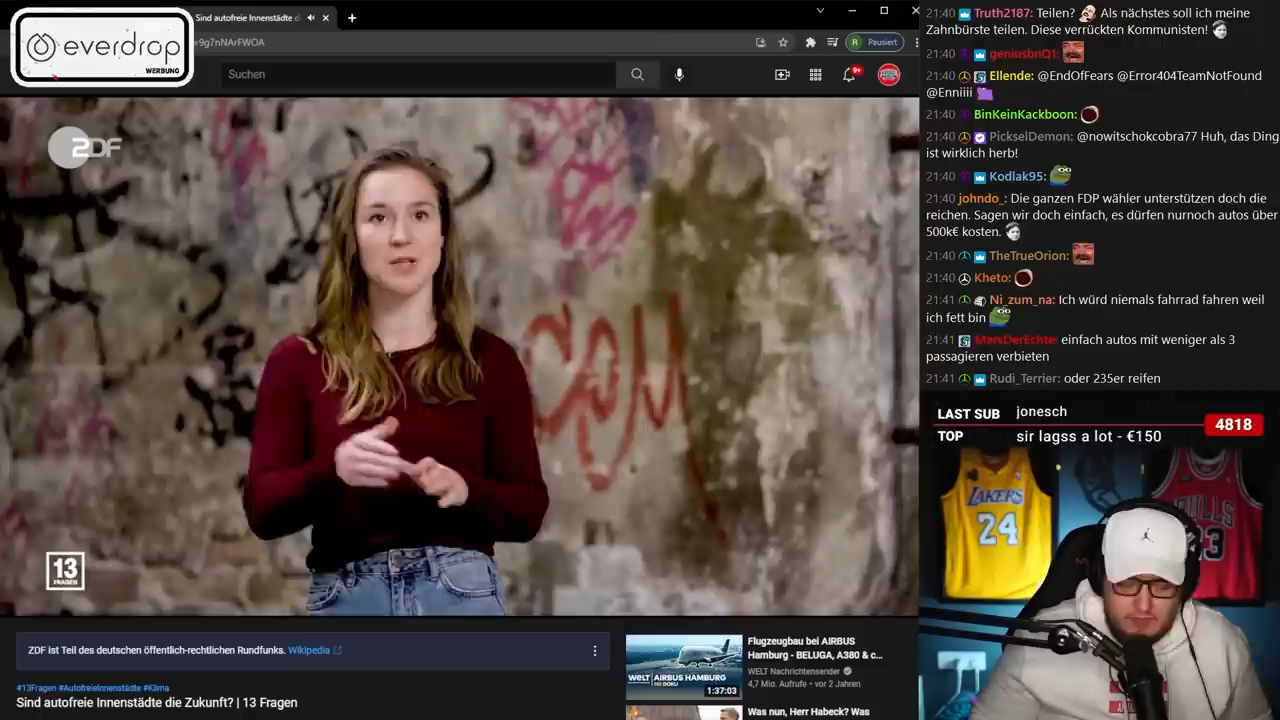 everdrop
WERBUNG
Sind autofreie Innenstädte d
=9g7nNArFWOA
R Pausiert
Suchen
9+
ZDF
COM
13
FRAGEN
ZDF ist Teil des deutschen öffentlich-rechtlichen Rundfunks. Wikipedia
#13Fragen #AutofreieInnenstädte #Klima
Sind autofreie Innenstädte die Zukunft? | 13 Fragen
WELT AIRBUS HAMBURG
DOKU
1:37:03
Flugzeugbau bei AIRBUS
Hamburg - BELUGA, A380 & c...
WELT Nachrichtensender
4,7 Mio. Aufrufe • vor 2 Jahren
Was nun, Herr Habeck? Was
21:40 Truth2187: Teilen? Als nächstes soll ich meine
Zahnbürste teilen. Diese verrückten Kommunisten!
21:40 geniusbnQ1:
21:40 Ellende: @EndOfFears @Error404TeamNotFound
@Enniiii
21:40 BinKeinKackboon:
21:40 PickselDemon: @nowitschokcobra77 Huh, das Ding
ist wirklich herb!
21:40 Kodlak95:
21:40 johndo_: Die ganzen FDP wähler unterstützen doch die
reichen. Sagen wir doch einfach, es dürfen nurnoch autos über
500k€ kosten.
21:40 TheTrueOrion:
21:40 Kheto:
21:41 Ni_zum_na: Ich würd niemals fahrrad fahren weil
ich fett bin
21:41 MarsDerEchte: einfach autos mit weniger als 3
passagieren verbieten
21:41 Rudi_Terrier: oder 235er reifen
LAST SUB jonesch
4818
TOP sir lagss a lot - €150
LAKERS
24
BULLS